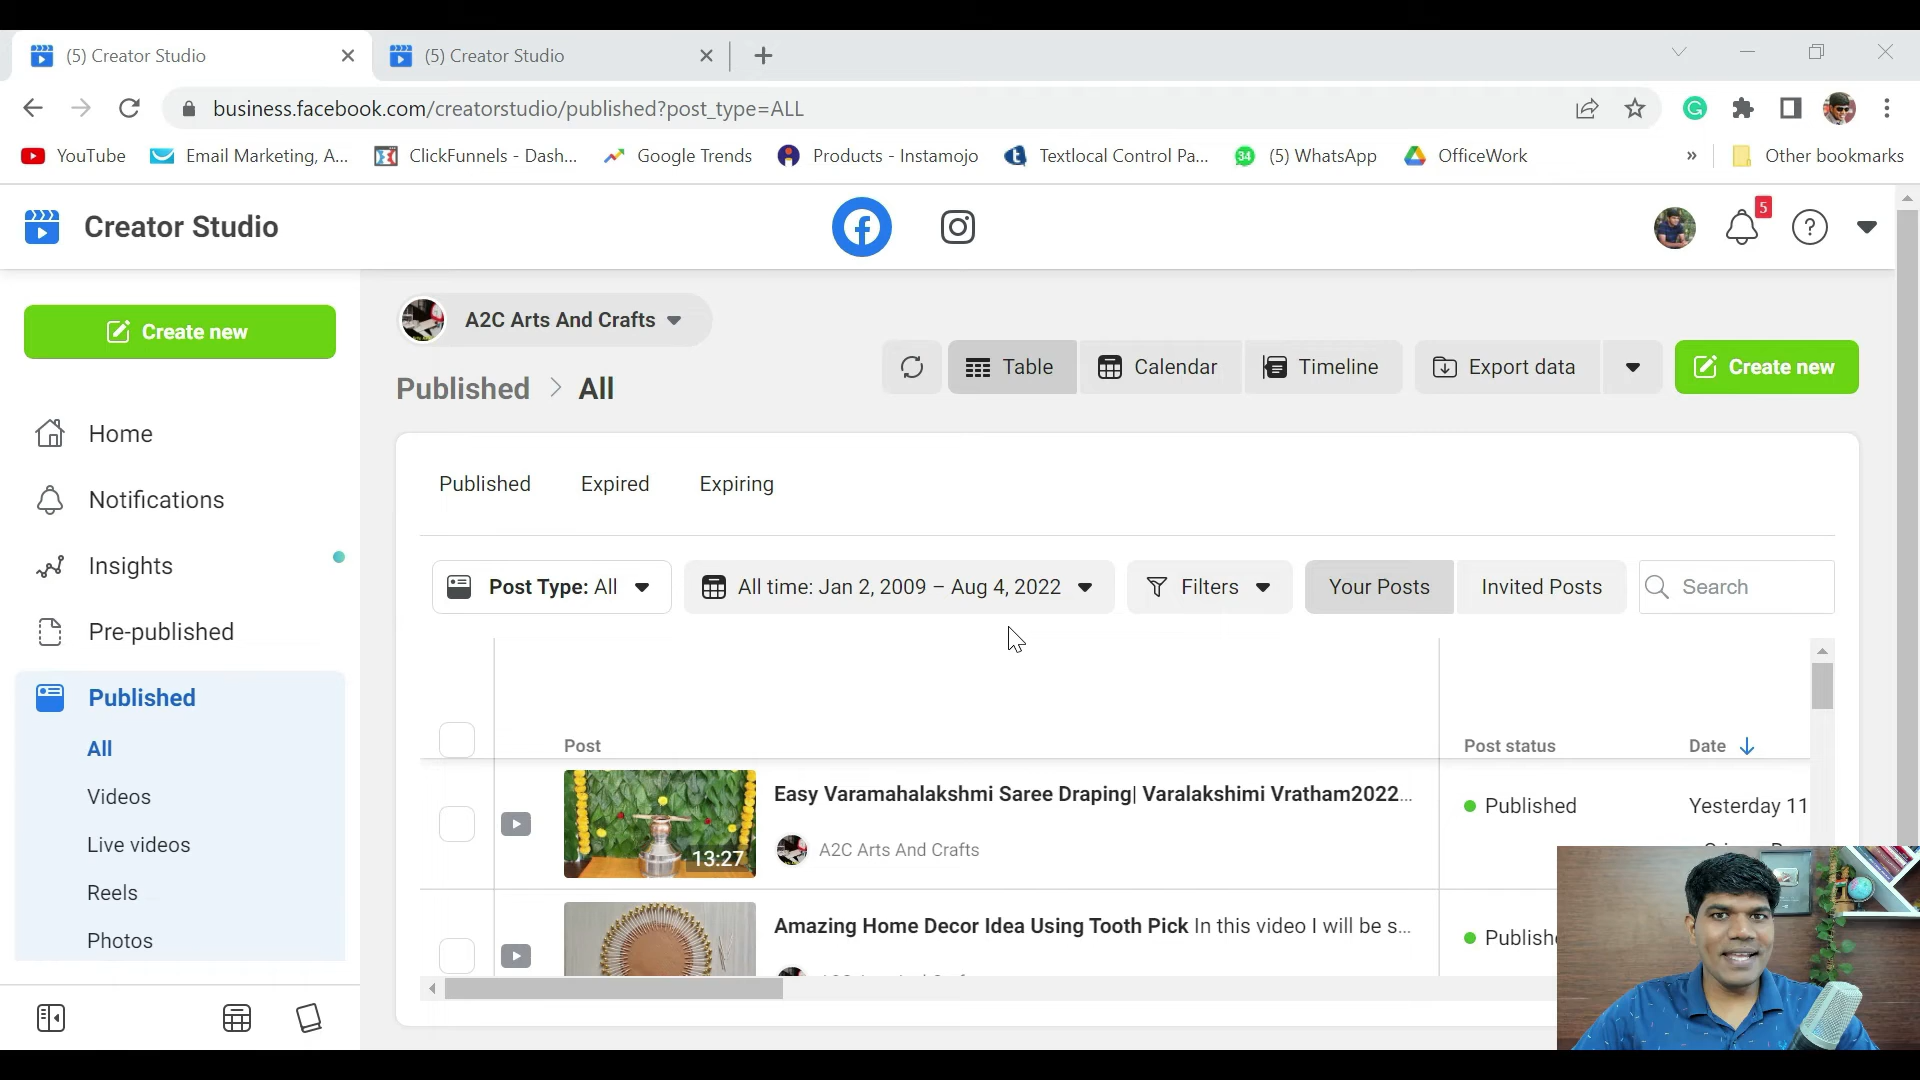 (5) Creator Studio
(5) Creator Studio
business.facebook.com/creatorstudio/published?post_type=ALL
YouTube
Email Marketing, A...
ClickFunnels - Dash...
Google Trends
Products - Instamojo
Textlocal Control Pa...
34
(5) WhatsApp
OfficeWork
»
Other bookmarks
Creator Studio
5
Create new
A2C Arts And Crafts
Table
Calendar
Timeline
Export data
Create new
Published > All
Home
Notifications
Insights
Pre-published
Published
All
Videos
Live videos
Reels
Photos
Published
Expired
Expiring
Post Type: All
All time: Jan 2, 2009 – Aug 4, 2022
Filters
Your Posts
Invited Posts
Search
Post
Post status
Date
13:27
Easy Varamahalakshmi Saree Draping| Varalakshimi Vratham2022...
A2C Arts And Crafts
Published
Yesterday 11
Amazing Home Decor Idea Using Tooth Pick In this video I will be s...